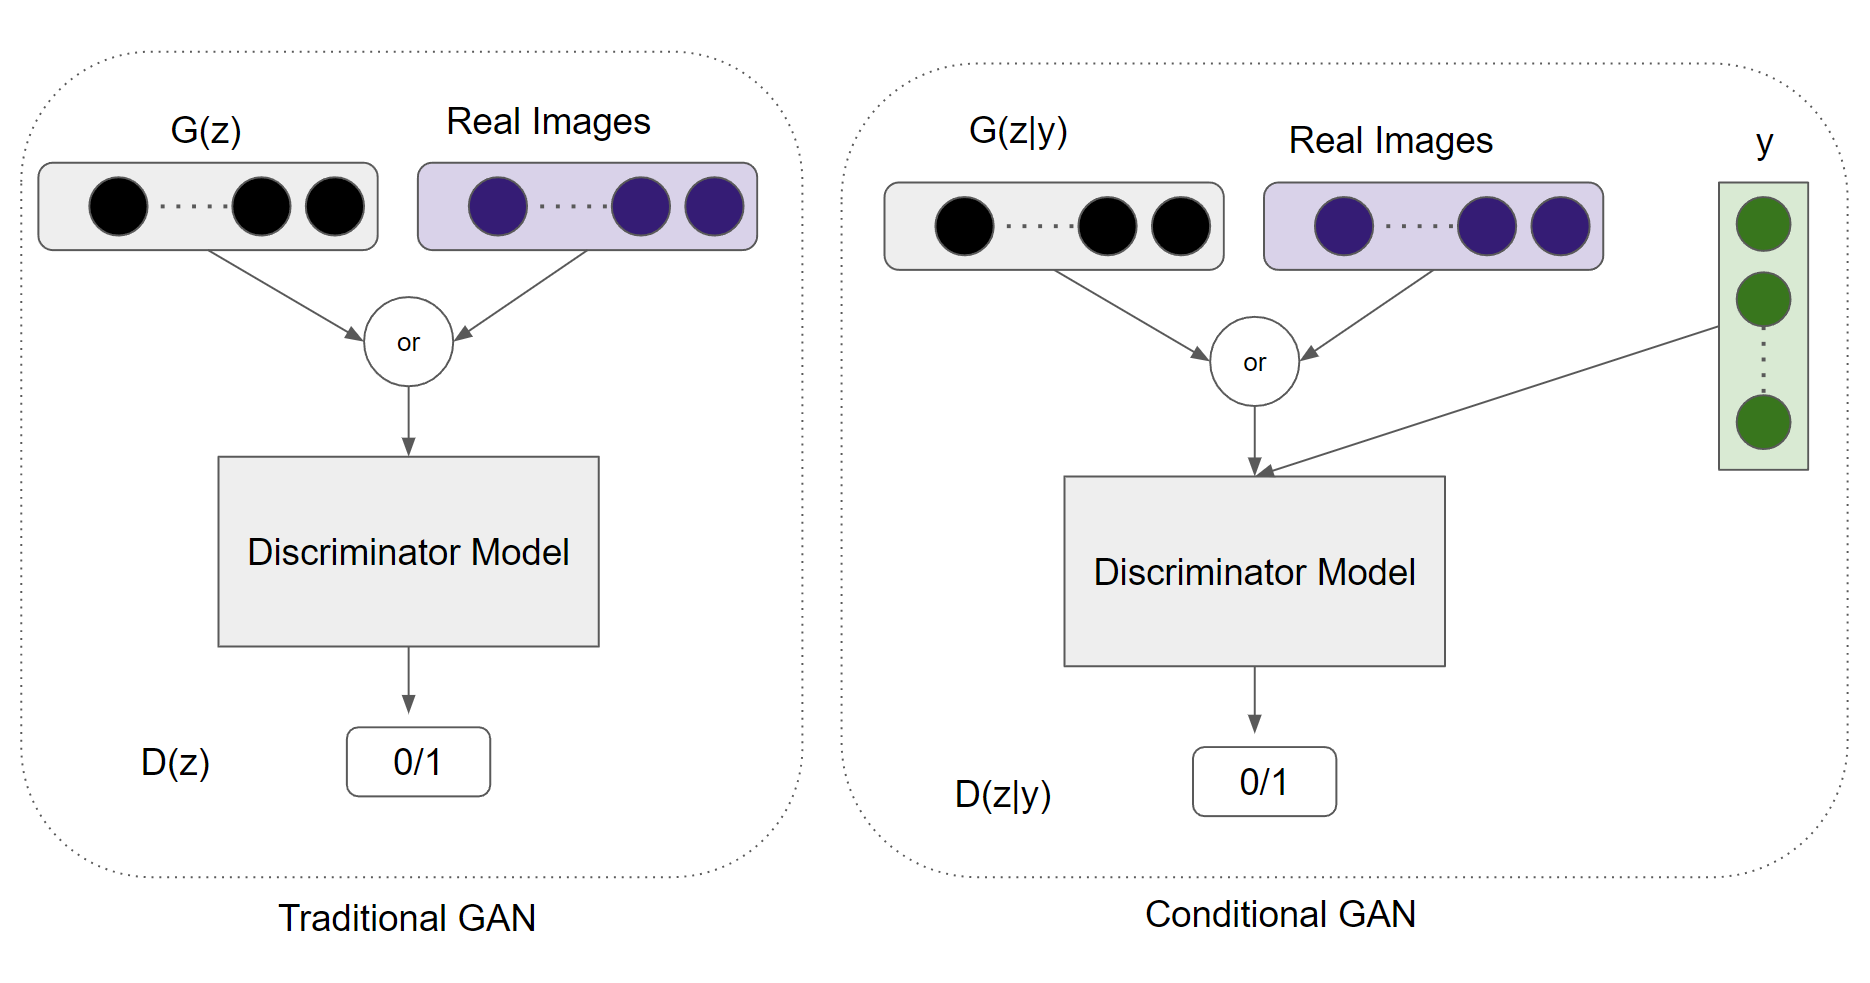 G(z)
Real Images
or
Discriminator Model
D(z)
0/1
Traditional GAN
G(z|y)
Real Images
y
or
Discriminator Model
D(z|y)
0/1
Conditional GAN